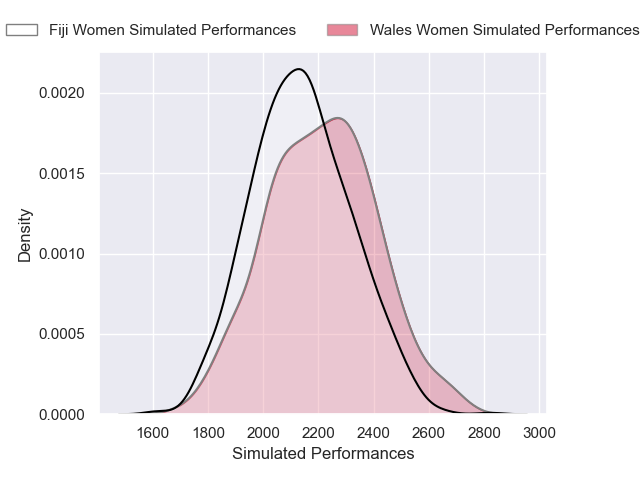 Fiji Women Simulated Performances
Wales Women Simulated Performances
0.0020
0.0015
0.0010
0.0005
0.0000
Density
1600 1800 2000 2200 2400 2600 2800 3000
Simulated Performances